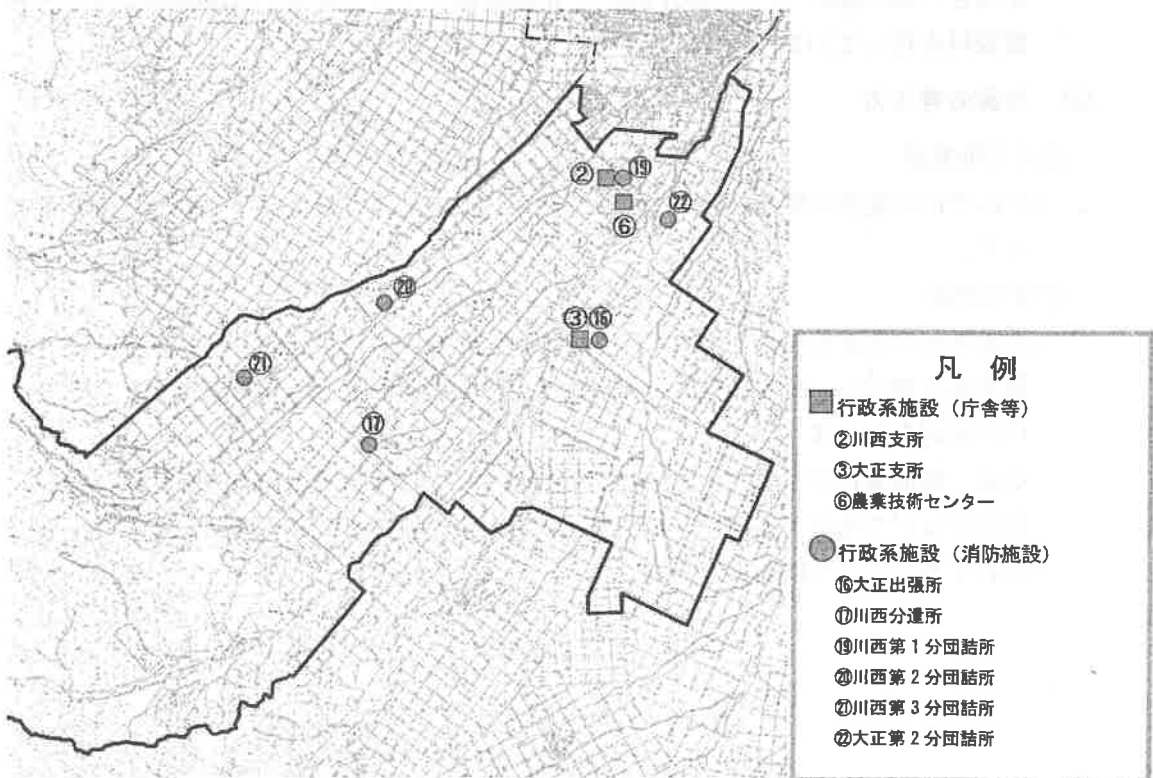 ②
⑲
⑥
㉒
⑳
③
⑯
㉑
⑰
凡 例
行政系施設（庁舎等）
②川西支所
③大正支所
⑥農業技術センター
行政系施設（消防施設）
⑯大正出張所
⑰川西分遣所
⑲川西第１分団詰所
⑳川西第２分団詰所
㉑川西第３分団詰所
㉒大正第２分団詰所